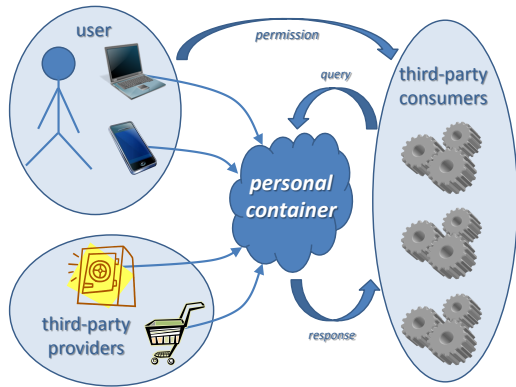 user
permission
query
third-party
consumers
personal
container
third-party
providers
response